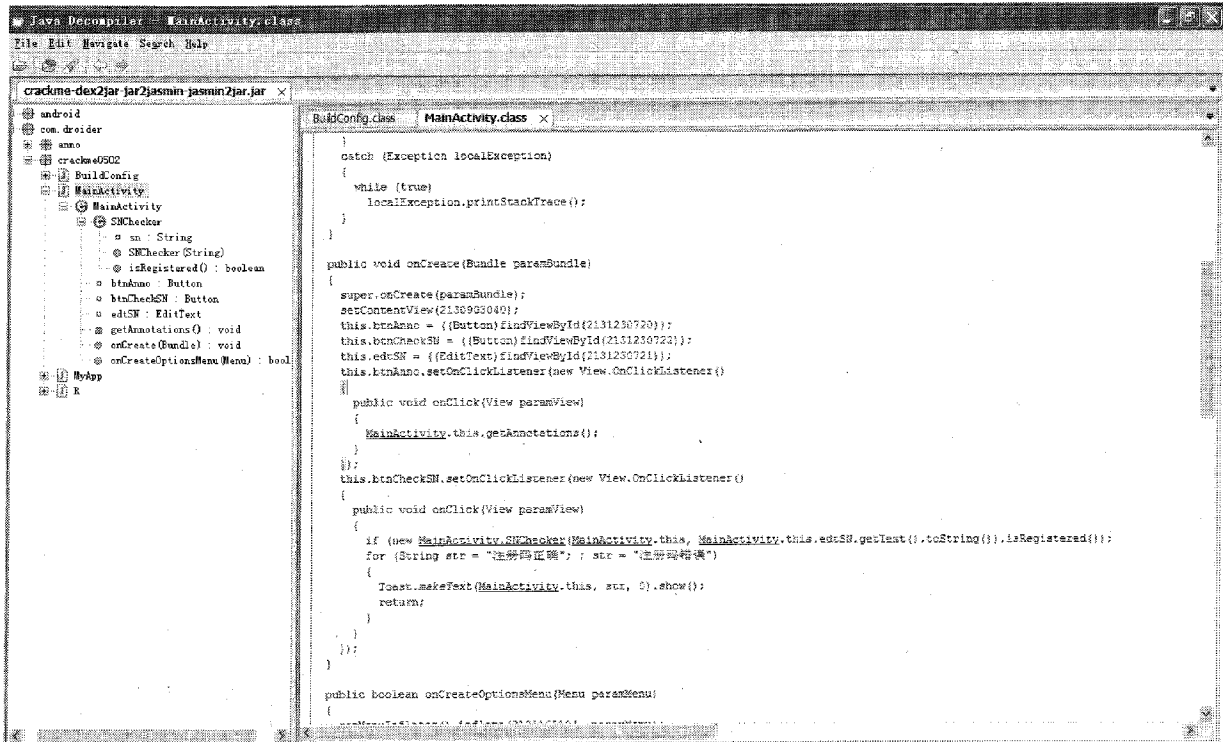 Java Decompiler - MainActivity.class
File Edit Navigate Search Help
crackme-dex2jar-jar2jasmin-jasmin2jar.jar
android
com.droider
anno
crackme0502
BuildConfig
MainActivity
MainActivity
SNChecker
sn : String
SNChecker(String)
isRegistered() : boolean
btnAnno : Button
btnCheckSN : Button
edtSN : EditText
getAnnotations() : void
onCreate(Bundle) : void
onCreateOptionsMenu(Menu) : bool
MyApp
R
BuildConfig.class MainActivity.class
}
catch (Exception localException)
{
while (true)
localException.printStackTrace();
}
}
public void onCreate(Bundle paramBundle)
{
super.onCreate(paramBundle);
setContentView(2130903040);
this.btnAnno = ((Button)findViewById(2131230720));
this.btnCheckSN = ((Button)findViewById(2131230722));
this.edtSN = ((EditText)findViewById(2131230721));
this.btnAnno.setOnClickListener(new View.OnClickListener()
{
public void onClick(View paramView)
{
MainActivity.this.getAnnotations();
}
});
this.btnCheckSN.setOnClickListener(new View.OnClickListener()
{
public void onClick(View paramView)
{
if (new MainActivity.SNChecker(MainActivity.this, MainActivity.this.edtSN.getText().toString()).isRegistered());
for (String str = "注册码正确"; ; str = "注册码错误")
{
Toast.makeText(MainActivity.this, str, 0).show();
return;
}
}
});
}
public boolean onCreateOptionsMenu(Menu paramMenu)
{